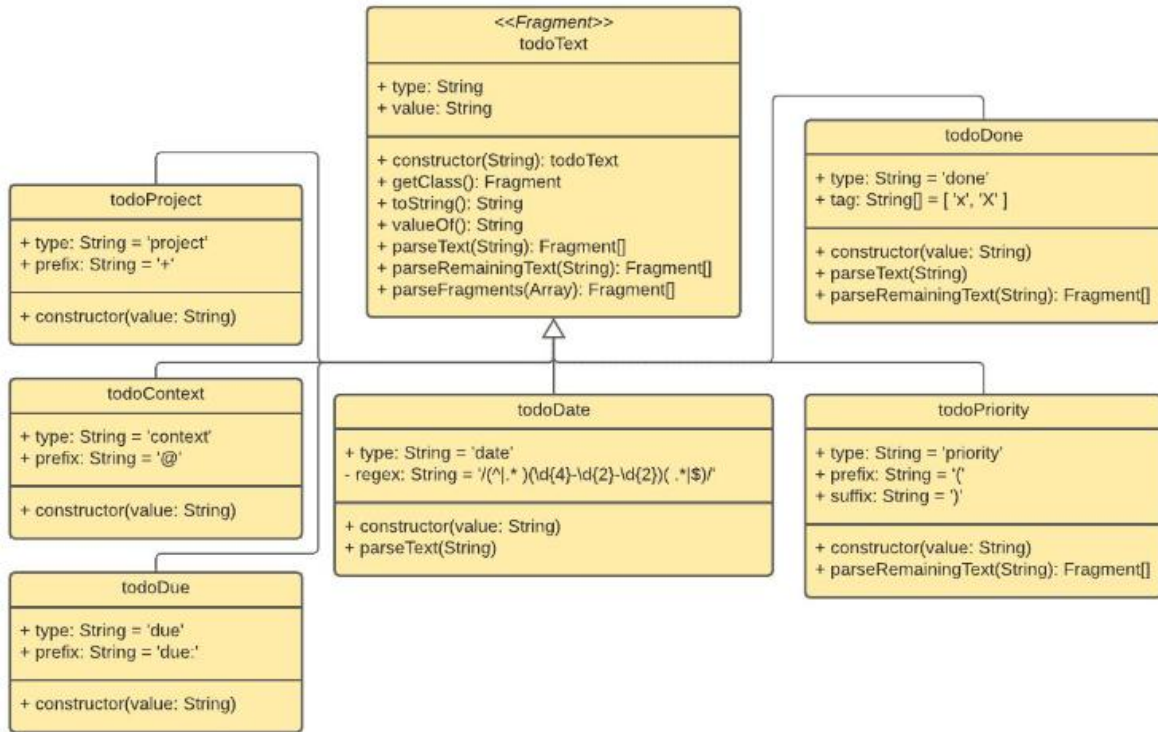 <<Fragment>>
todoText
+ type: String
+ value: String
+ constructor(String): todoText
+ getClass(): Fragment
+ toString(): String
+ valueOf(): String
+ parseText(String): Fragment[]
+ parseRemainingText(String): Fragment[]
+ parseFragments(Array): Fragment[]
todoProject
+ type: String = 'project'
+ prefix: String = '+'
+ constructor(value: String)
todoDone
+ type: String = 'done'
+ tag: String[] = [ 'x', 'X' ]
+ constructor(value: String)
+ parseText(String)
+ parseRemainingText(String): Fragment[]
todoContext
+ type: String = 'context'
+ prefix: String = '@'
+ constructor(value: String)
todoDate
+ type: String = 'date'
- regex: String = '/(^|.* )(\d{4}-\d{2}-\d{2})( .*|$)/'
+ constructor(value: String)
+ parseText(String)
todoPriority
+ type: String = 'priority'
+ prefix: String = '('
+ suffix: String = ')'
+ constructor(value: String)
+ parseRemainingText(String): Fragment[]
todoDue
+ type: String = 'due'
+ prefix: String = 'due:'
+ constructor(value: String)